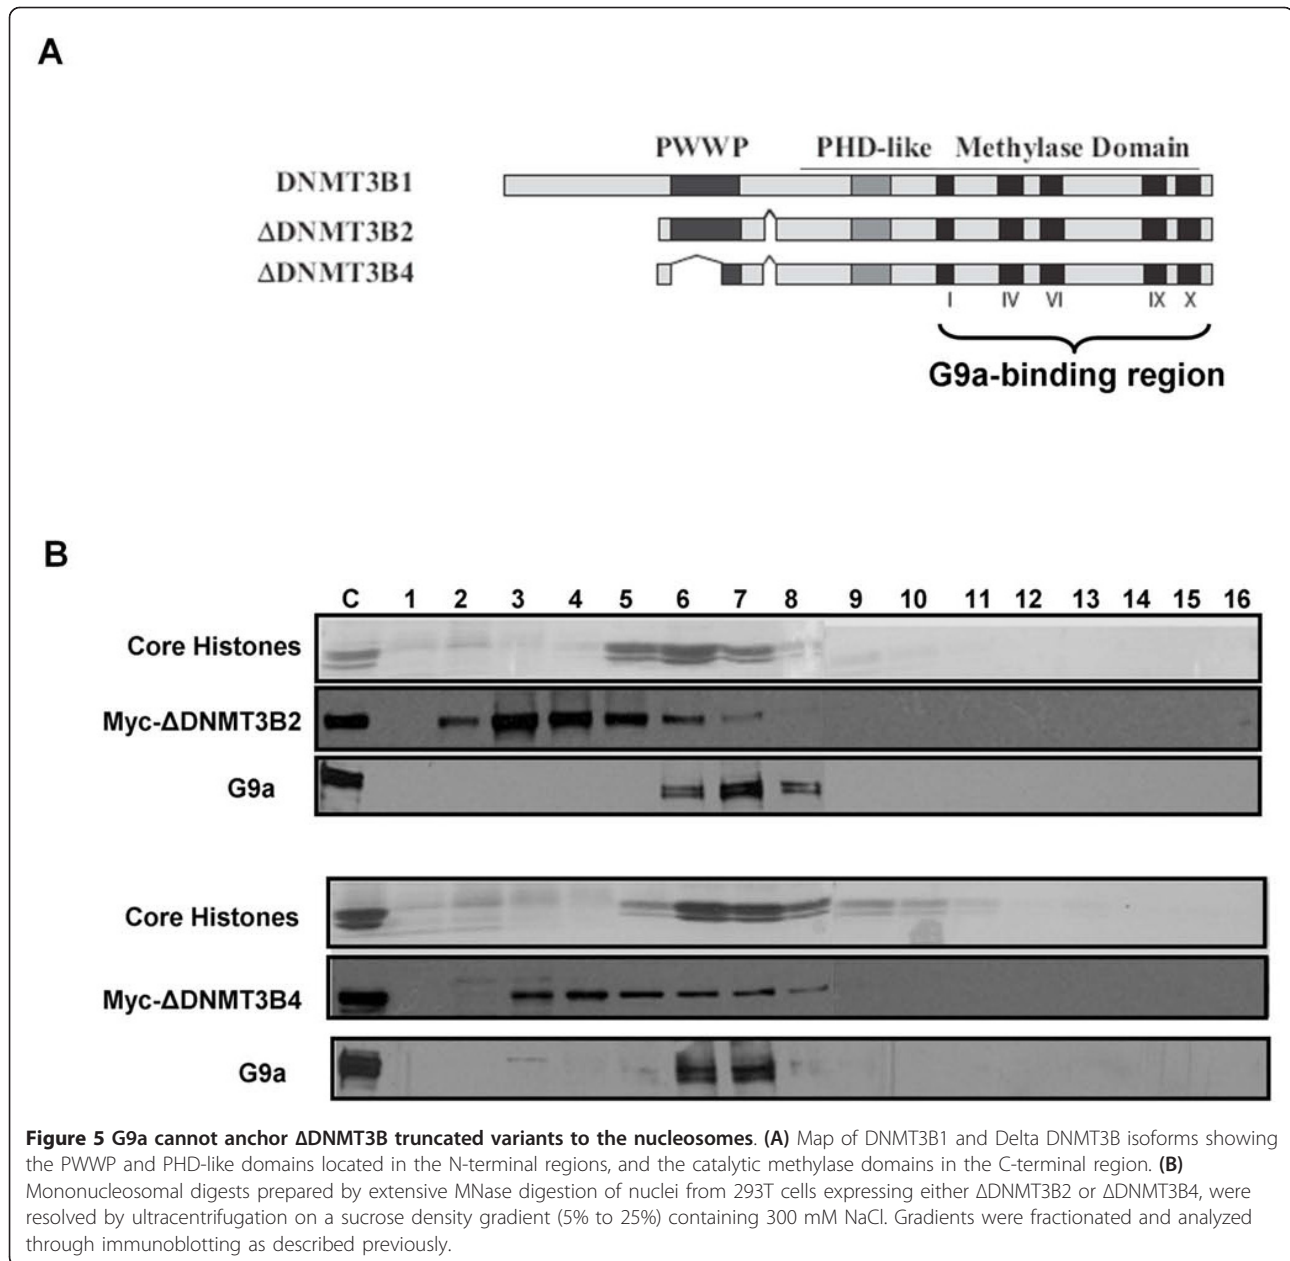 A
PWWP PHD-like Methylase Domain
DNMT3B1
ΔDNMT3B2
ΔDNMT3B4
I IV VI IX X
G9a-binding region
B
C 1 2 3 4 5 6 7 8 9 10 11 12 13 14 15 16
Core Histones
Myc-ΔDNMT3B2
G9a
Core Histones
Myc-ΔDNMT3B4
G9a
Figure 5 G9a cannot anchor ΔDNMT3B truncated variants to the nucleosomes. (A) Map of DNMT3B1 and Delta DNMT3B isoforms showing
the PWWP and PHD-like domains located in the N-terminal regions, and the catalytic methylase domains in the C-terminal region. (B)
Mononucleosomal digests prepared by extensive MNase digestion of nuclei from 293T cells expressing either ΔDNMT3B2 or ΔDNMT3B4, were
resolved by ultracentrifugation on a sucrose density gradient (5% to 25%) containing 300 mM NaCl. Gradients were fractionated and analyzed
through immunoblotting as described previously.